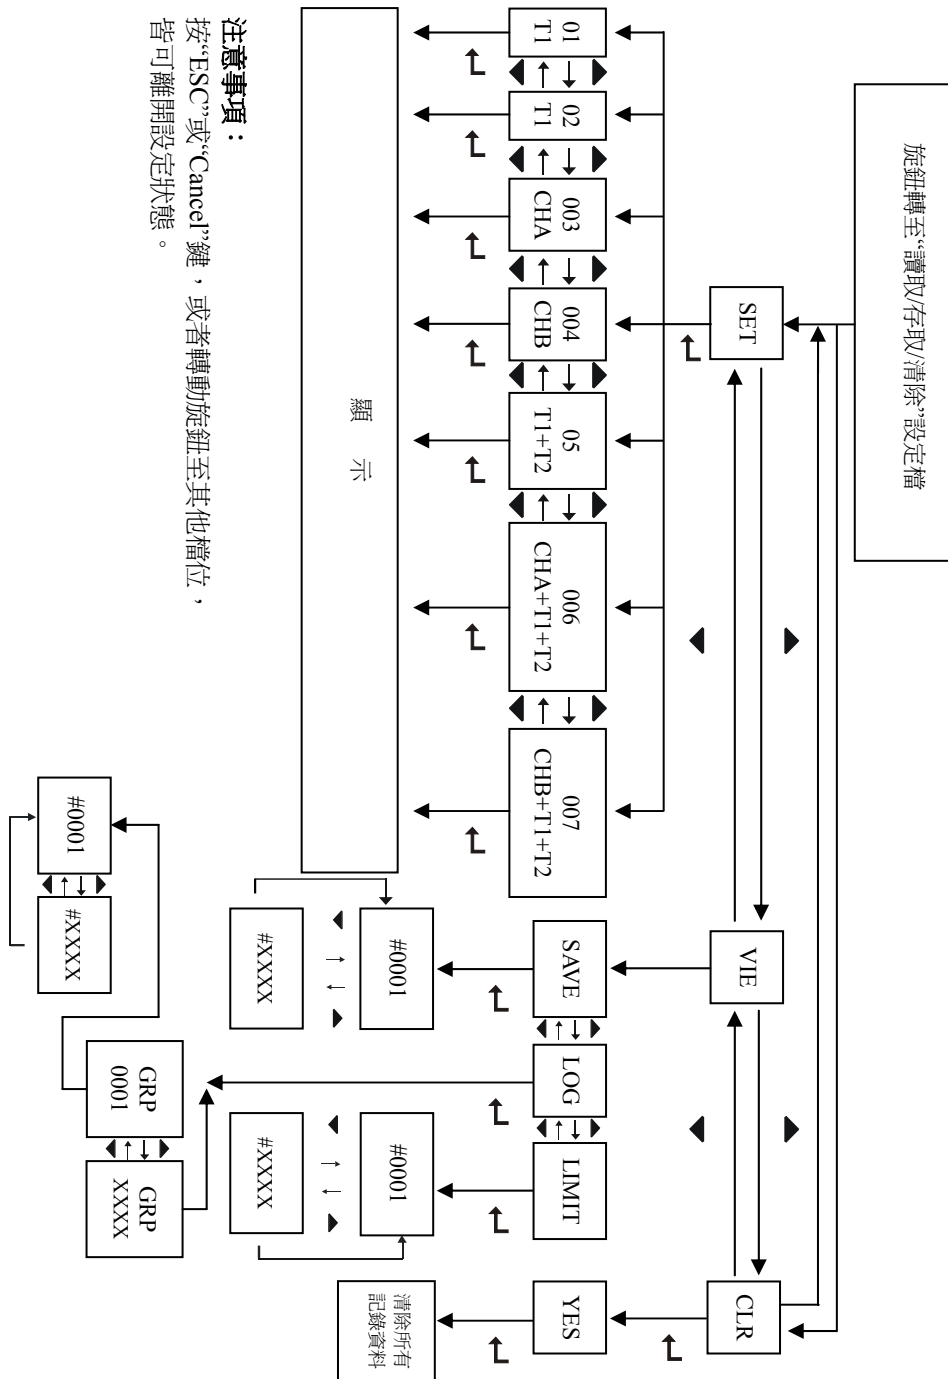 旋鈕轉至“讀取/存取/清除”設定檔
SET
VIE
CLR
01
T1
02
T1
003
CHA
004
CHB
05
T1+T2
006
CHA+T1+T2
007
CHB+T1+T2
SAVE
LOG
LIMIT
YES
顯 示
#0001
#XXXX
#0001
#XXXX
清除所有
記錄資料
GRP
0001
GRP
XXXX
#0001
#XXXX
注意事項：
按“ESC”或“Cancel”鍵，或者轉動旋鈕至其他檔位，
皆可離開設定狀態。